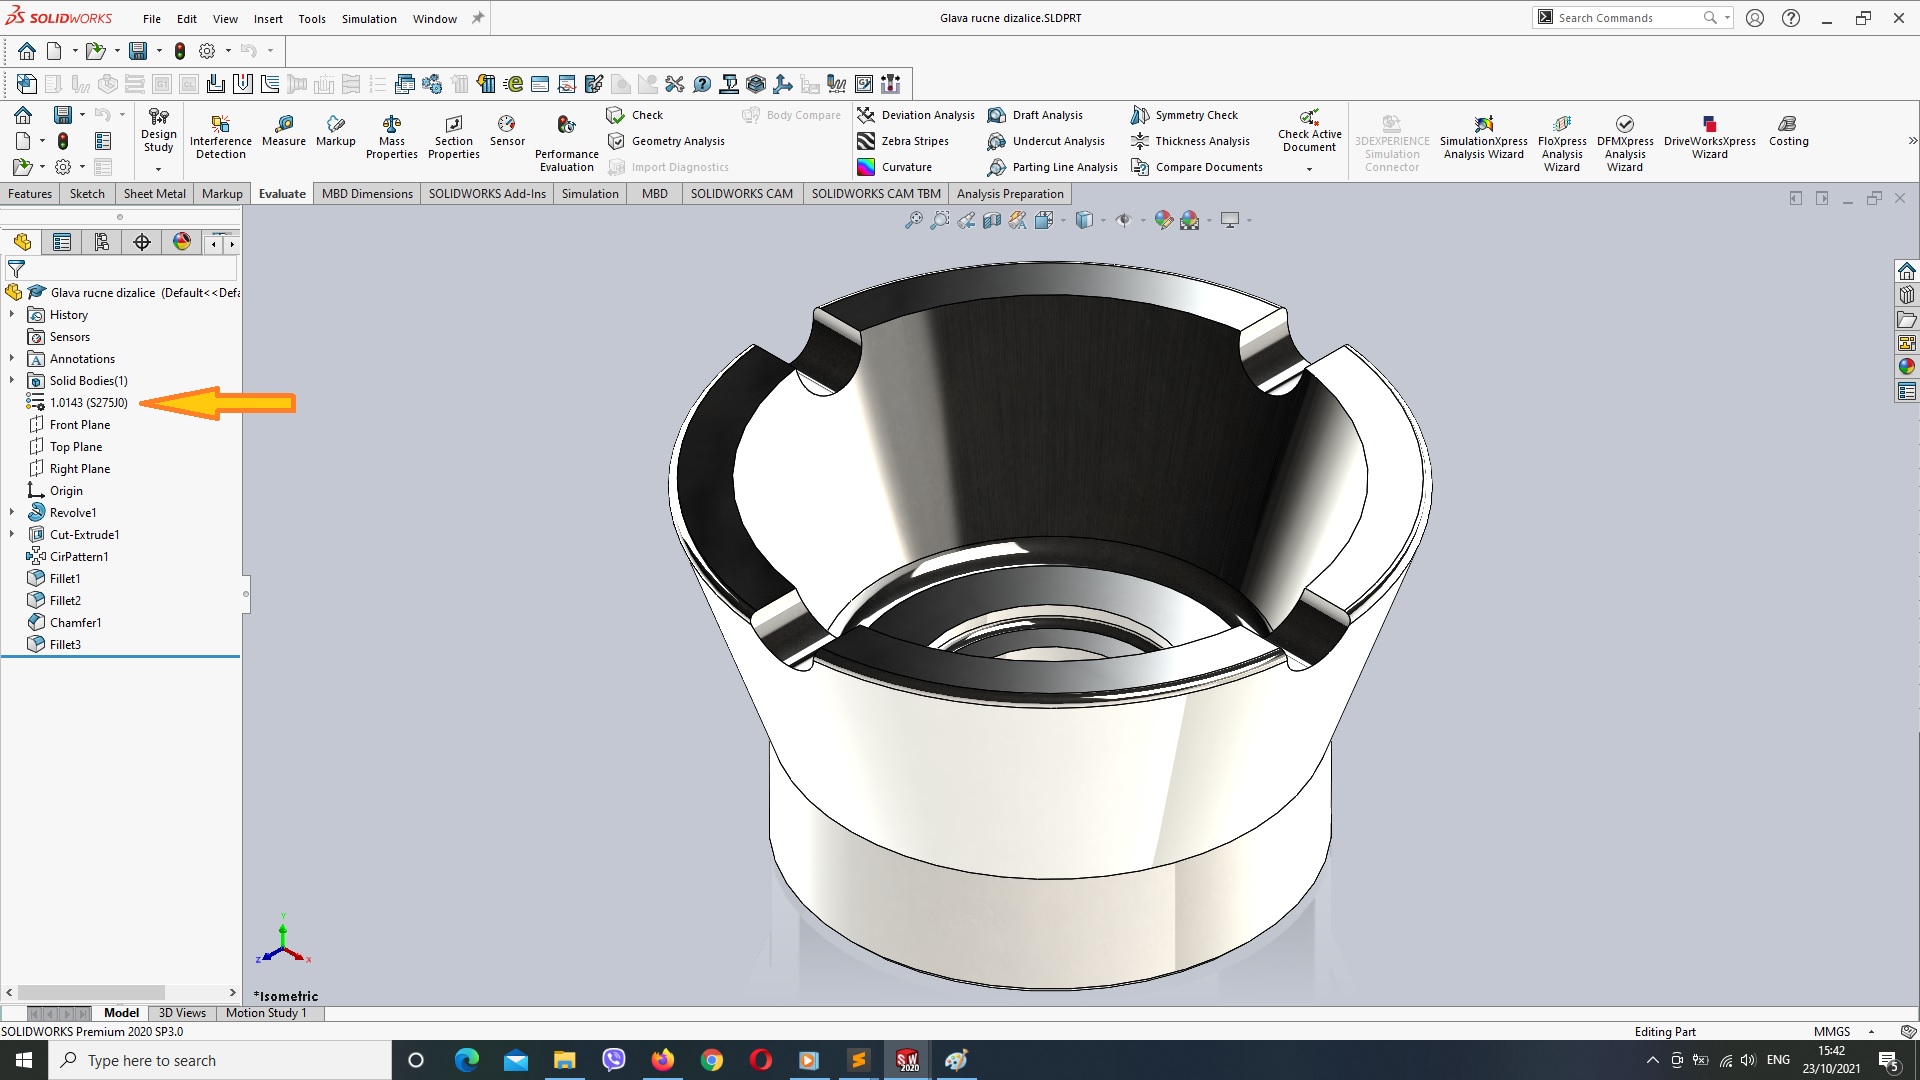 SOLIDWORKS File Edit View Insert Tools Simulation Window Glava rucne dizalice.SLDPRT Search Commands
Design Study
Interference Detection
Measure
Markup
Mass Properties
Section Properties
Sensor
Performance Evaluation
Check
Geometry Analysis
Import Diagnostics
Body Compare
Deviation Analysis
Zebra Stripes
Curvature
Draft Analysis
Undercut Analysis
Parting Line Analysis
Symmetry Check
Thickness Analysis
Compare Documents
Check Active Document
3DEXPERIENCE Simulation Connector
SimulationXpress Analysis Wizard
FloXpress Analysis Wizard
DFMXpress Analysis Wizard
DriveWorksXpress Wizard
Costing
Features Sketch Sheet Metal Markup Evaluate MBD Dimensions SOLIDWORKS Add-Ins Simulation MBD SOLIDWORKS CAM SOLIDWORKS CAM TBM Analysis Preparation
Glava rucne dizalice (Default<<Defa
History
Sensors
Annotations
Solid Bodies(1)
1.0143 (S275J0)
Front Plane
Top Plane
Right Plane
Origin
Revolve1
Cut-Extrude1
CirPattern1
Fillet1
Fillet2
Chamfer1
Fillet3
Y
Z
X
*Isometric
Model 3D Views Motion Study 1
SOLIDWORKS Premium 2020 SP3.0 Editing Part MMGS
Type here to search
SW 2020
ENG
15:42
23/10/2021
5